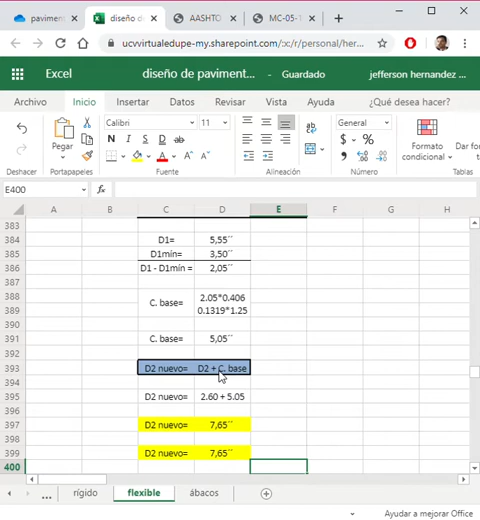 paviment
diseño de
AASHTO
MC-05-1
ucvvirtualedupe-my.sharepoint.com/:x:/r/personal/her...
Excel
diseño de paviment... - Guardado
jefferson hernandez ...
Archivo Inicio Insertar Datos Revisar Vista Ayuda ¿Qué desea hacer?
Calibri 11 General
Pegar
N K S D ab
$ %
Formato condicional
Dar for
Deshacer Portapapeles Fuente Alineación Número
E400 fx
A B C D E F G H
383
384 D1= 5,55´´
385 D1mín= 3,50´´
386 D1 - D1mín = 2,05´´
388 C. base= 2.05*0.406
389 0.1319*1.25
390
391 C. base= 5,05´´
392
393 D2 nuevo= D2 + C. base
394
395 D2 nuevo= 2.60 + 5.05
396
397 D2 nuevo= 7,65´´
398
399 D2 nuevo= 7,65´´
400
... rígido flexible ábacos
Ayudar a mejorar Office